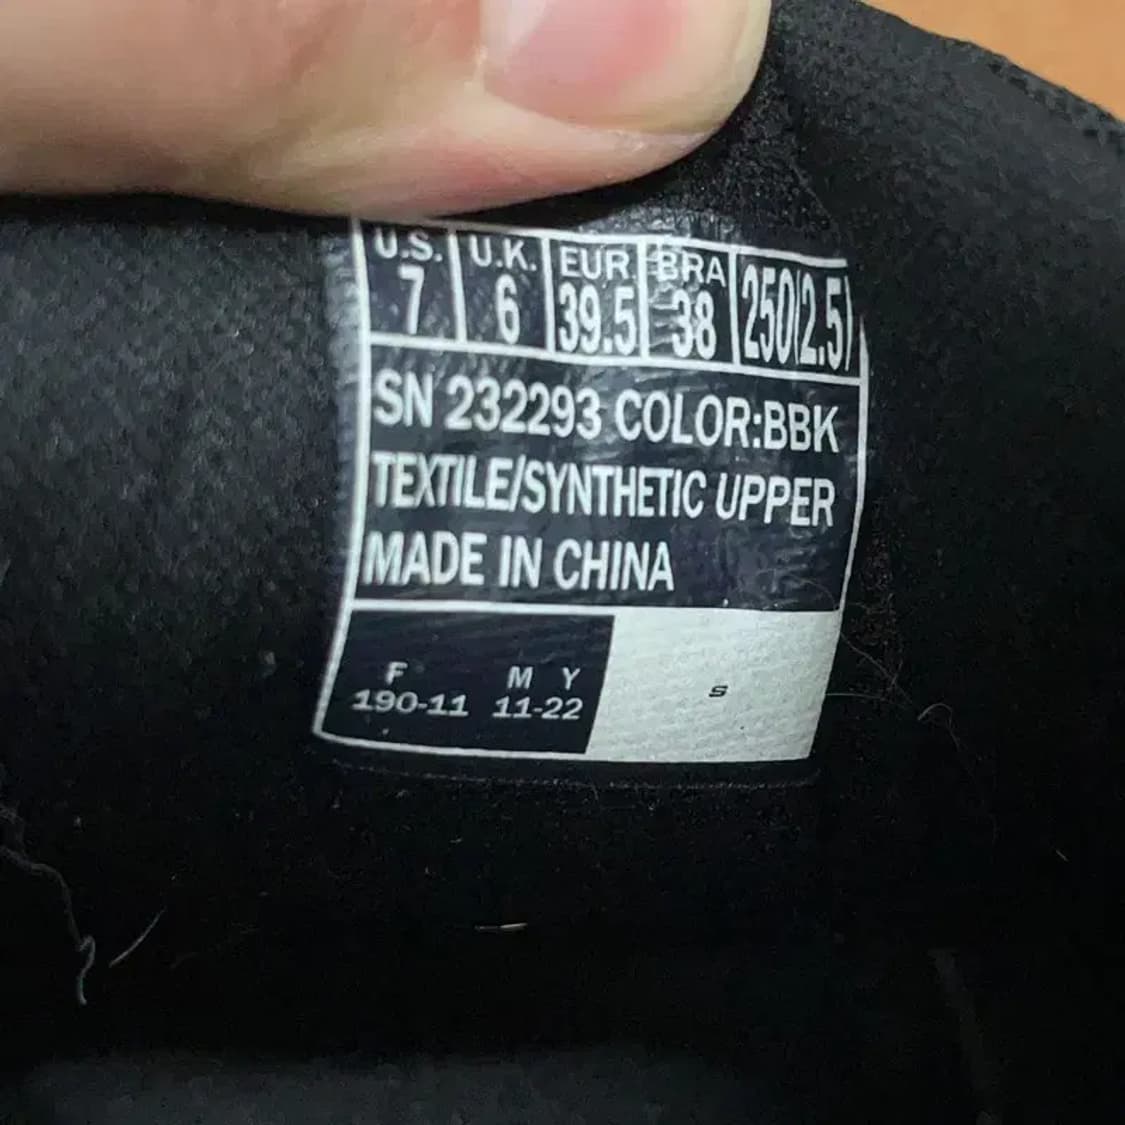 U.S. U.K. EUR. BRA
7 6 39.5 38 250(2.5)
SN 232293 COLOR:BBK
TEXTILE/SYNTHETIC UPPER
MADE IN CHINA
F M Y
190-11 11-22
S